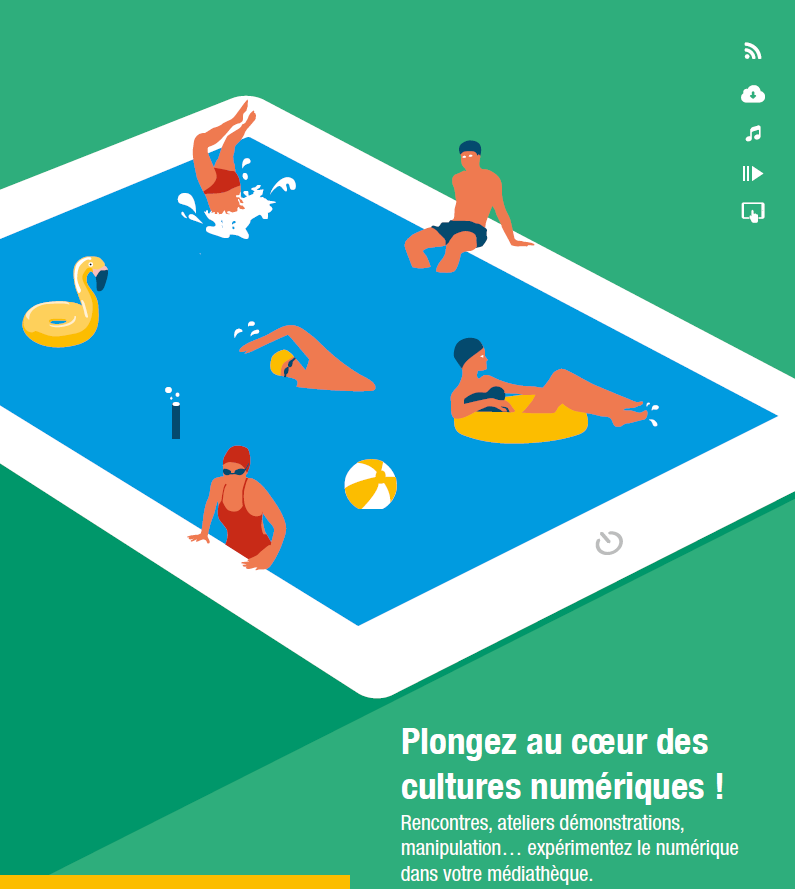 Plongez au cœur des
cultures numériques !
Rencontres, ateliers démonstrations,
manipulation… expérimentez le numérique
dans votre médiathèque.